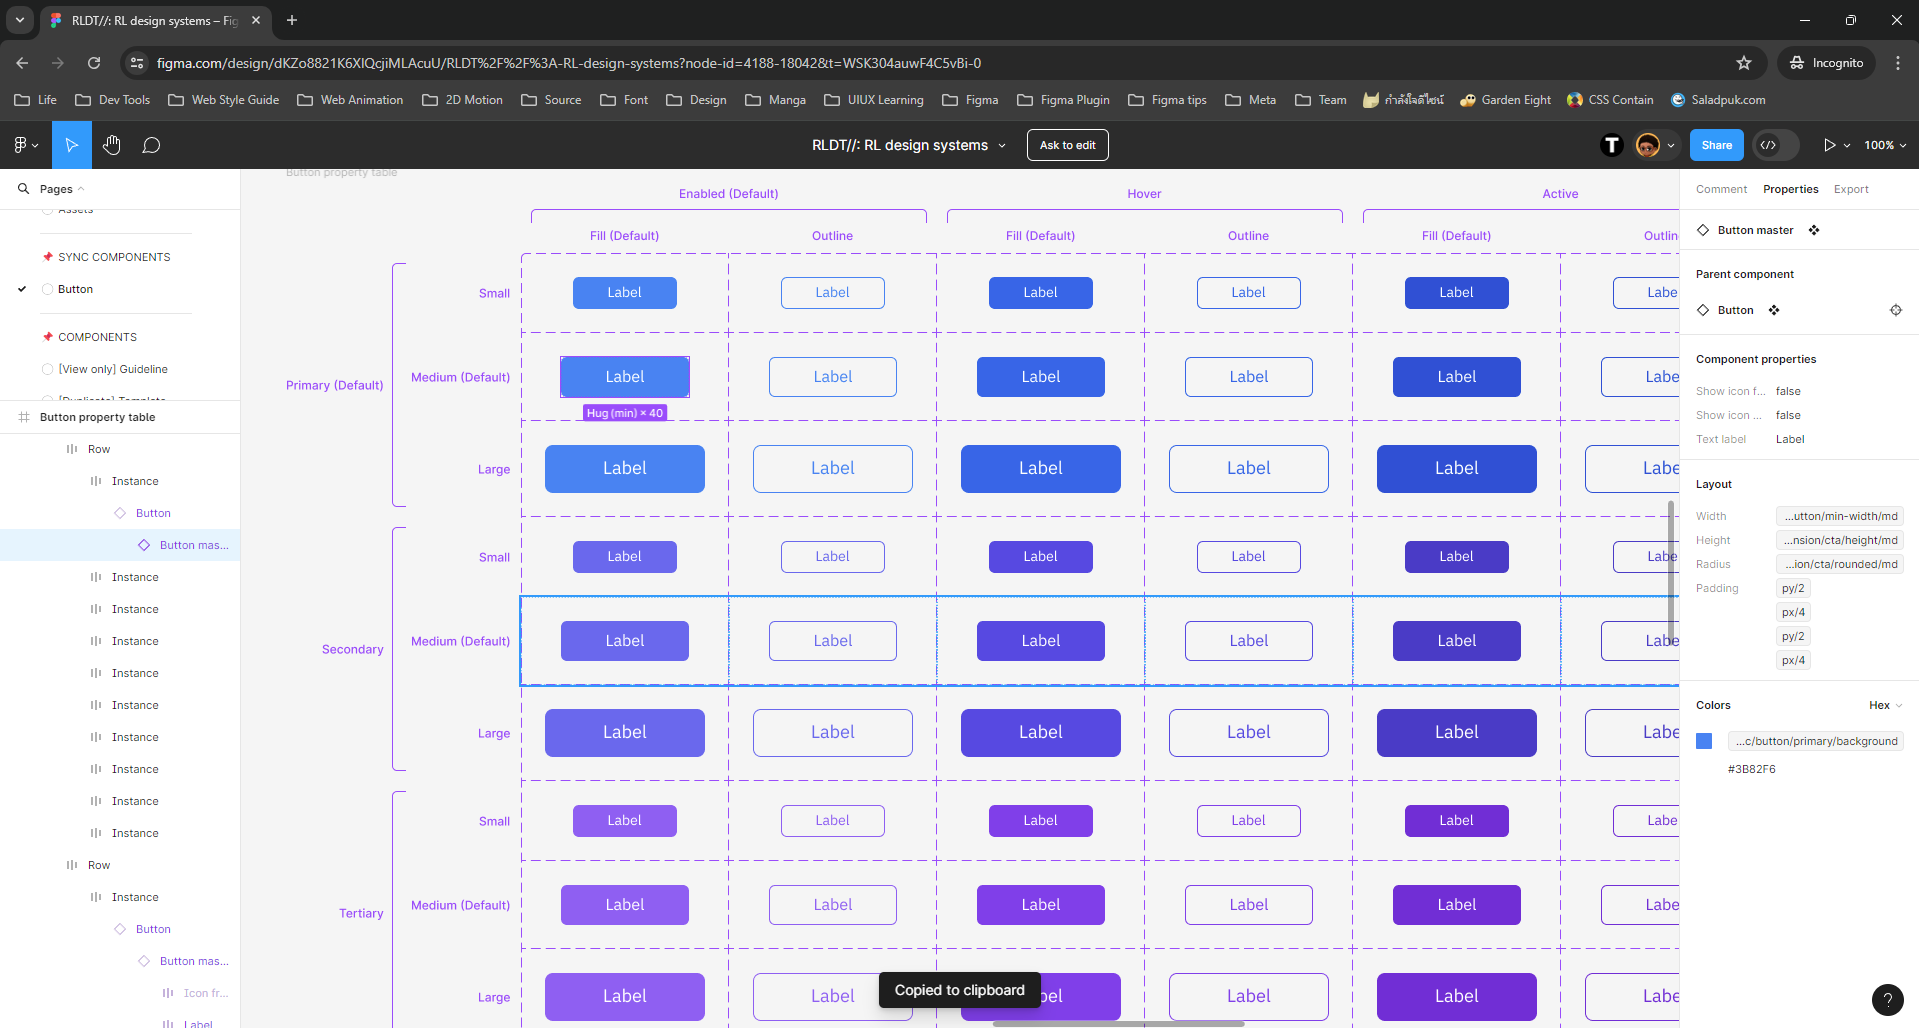 RLDT//: RL design systems – Fig
figma.com/design/dKZo8821K6XlQcjiMLAcuU/RLDT%2F%2F%3A-RL-design-systems?node-id=4188-18042&t=WSK304auwF4C5vBi-0
Incognito
Life
Dev Tools
Web Style Guide
Web Animation
2D Motion
Source
Font
Design
Manga
UIUX Learning
Figma
Figma Plugin
Figma tips
Meta
Team
กำลังใจดีไซน์
Garden Eight
CSS Contain
Saladpuk.com
RLDT//: RL design systems
Ask to edit
T
Share
100%
Pages
Assets
SYNC COMPONENTS
Button
COMPONENTS
[View only] Guideline
[Duplicate] Template
Button property table
Row
Instance
Button
Button mas...
Instance
Instance
Instance
Instance
Instance
Instance
Instance
Instance
Instance
Row
Instance
Button
Button mas...
Icon fr...
Label
Button property table
Enabled (Default)
Hover
Active
Fill (Default)
Outline
Fill (Default)
Outline
Fill (Default)
Outlin
Primary (Default)
Small
Label
Label
Label
Label
Label
Labe
Medium (Default)
Label
Label
Label
Label
Label
Labe
Hug (min) × 40
Large
Label
Label
Label
Label
Label
Labe
Secondary
Small
Label
Label
Label
Label
Label
Labe
Medium (Default)
Label
Label
Label
Label
Label
Labe
Large
Label
Label
Label
Label
Label
Labe
Tertiary
Small
Label
Label
Label
Label
Label
Labe
Medium (Default)
Label
Label
Label
Label
Label
Labe
Large
Label
Label
bel
Label
Label
Labe
Copied to clipboard
Comment
Properties
Export
Button master
Parent component
Button
Component properties
Show icon f... false
Show icon ... false
Text label Label
Layout
Width ...utton/min-width/md
Height ...nsion/cta/height/md
Radius ...ion/cta/rounded/md
Padding py/2
px/4
py/2
px/4
Colors
Hex
...c/button/primary/background
#3B82F6
?